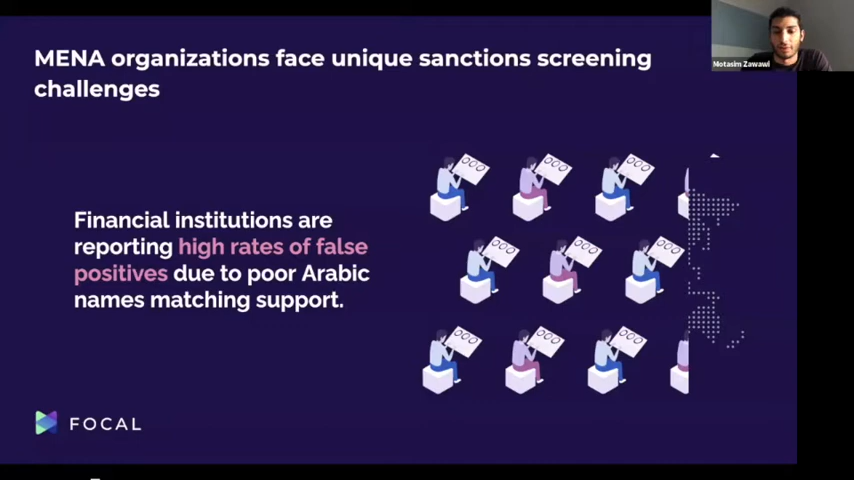 MENA organizations face unique sanctions screening
challenges
Motasim Zawawi
Financial institutions are
reporting high rates of false
positives due to poor Arabic
names matching support.
FOCAL